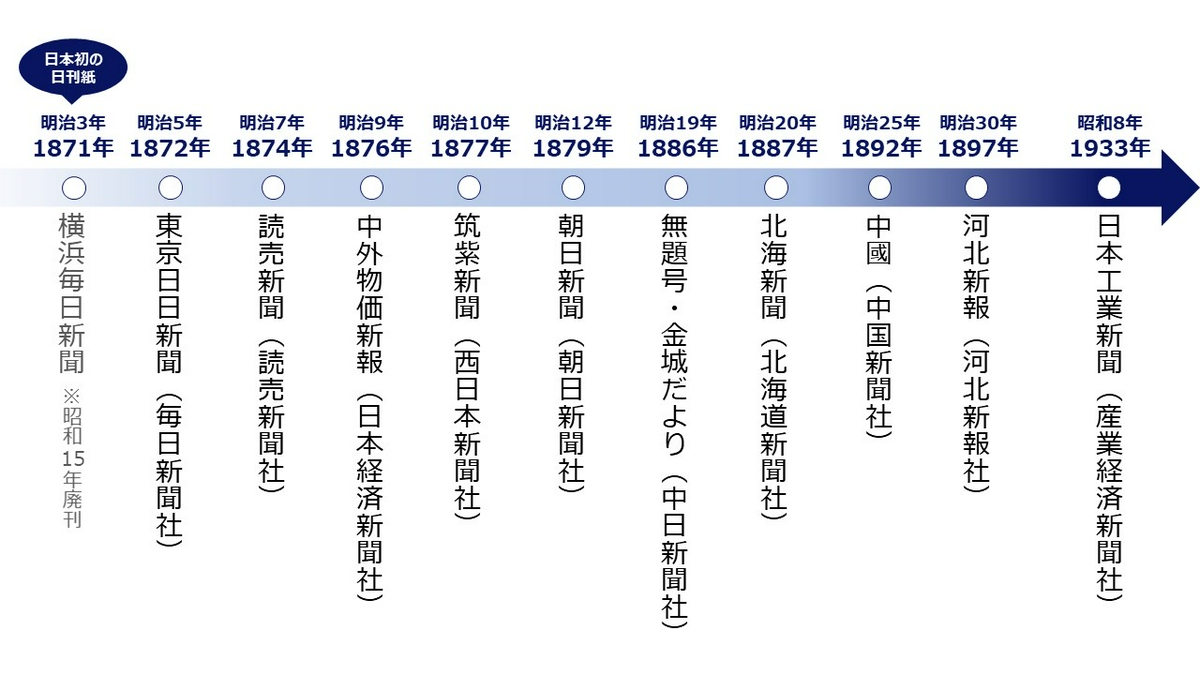 日本初の
日刊紙
明治3年
1871年
横浜毎日新聞 ※昭和15年廃刊
明治5年
1872年
東京日日新聞（毎日新聞社）
明治7年
1874年
読売新聞（読売新聞社）
明治9年
1876年
中外物価新報（日本経済新聞社）
明治10年
1877年
筑紫新聞（西日本新聞社）
明治12年
1879年
朝日新聞（朝日新聞社）
明治19年
1886年
無題号・金城だより（中日新聞社）
明治20年
1887年
北海新聞（北海道新聞社）
明治25年
1892年
中國（中国新聞社）
明治30年
1897年
河北新報（河北新報社）
昭和8年
1933年
日本工業新聞（産業経済新聞社）